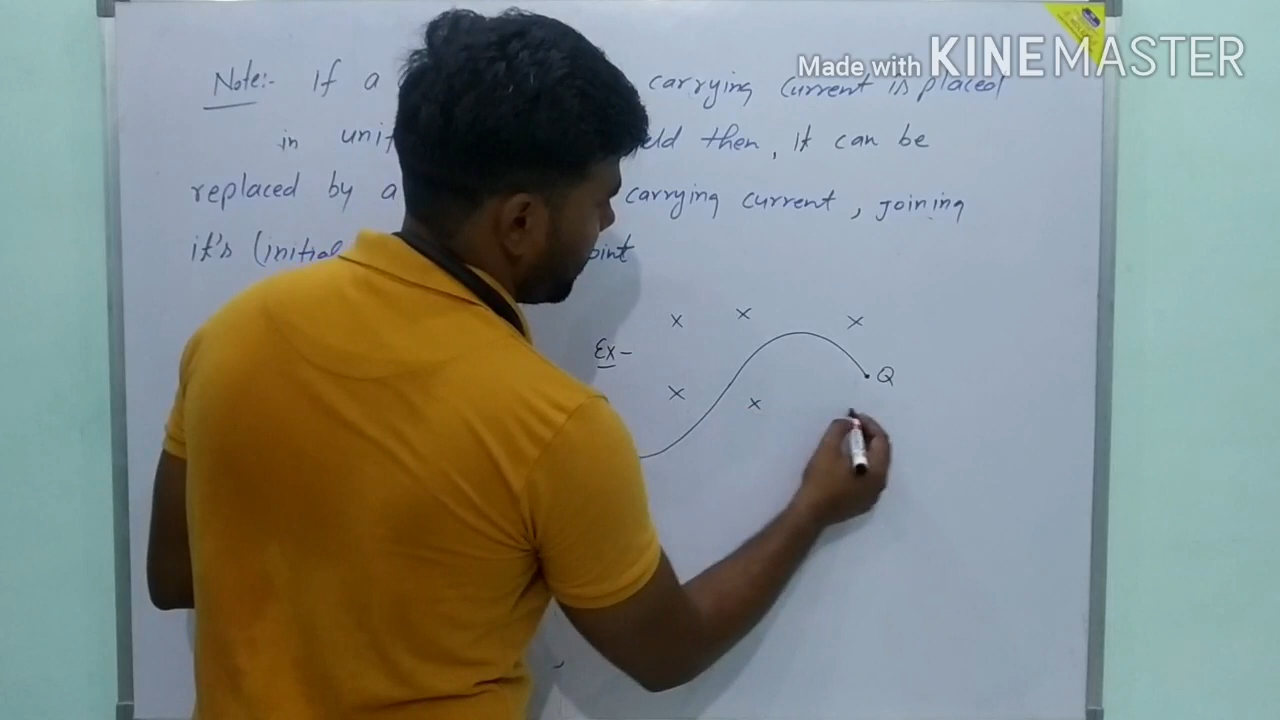 Made with KINEMASTER
Note:- If a carrying current is placed
in unif eld then, it can be
replaced by a carrying current, joining
it's (initial oint
Ex-
Q